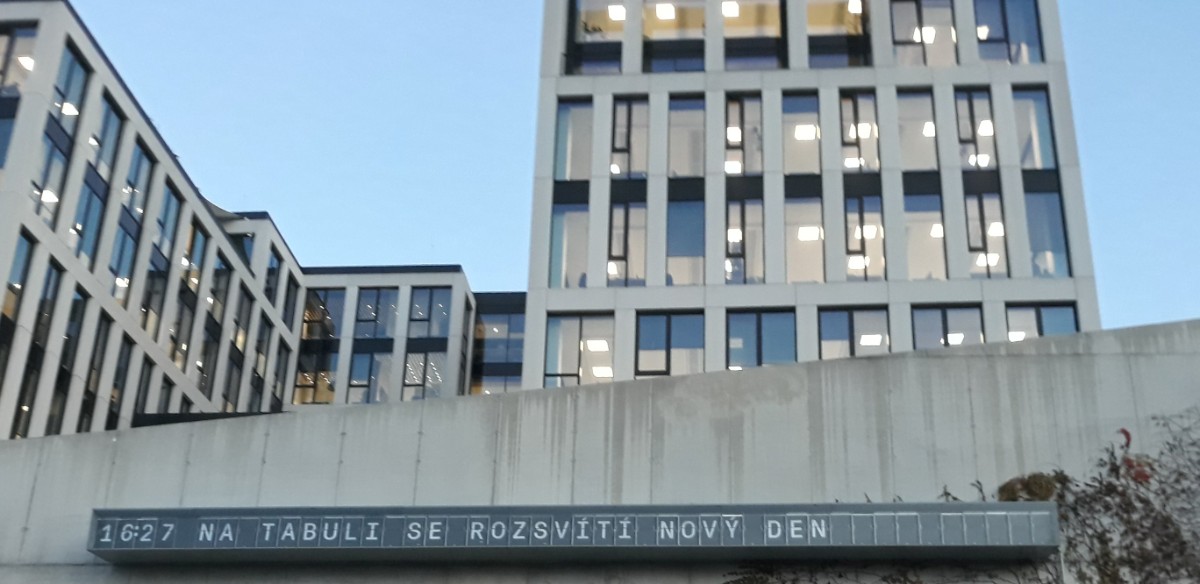 16:27 NA TABULI SE ROZSVÍTÍ NOVÝ DEN